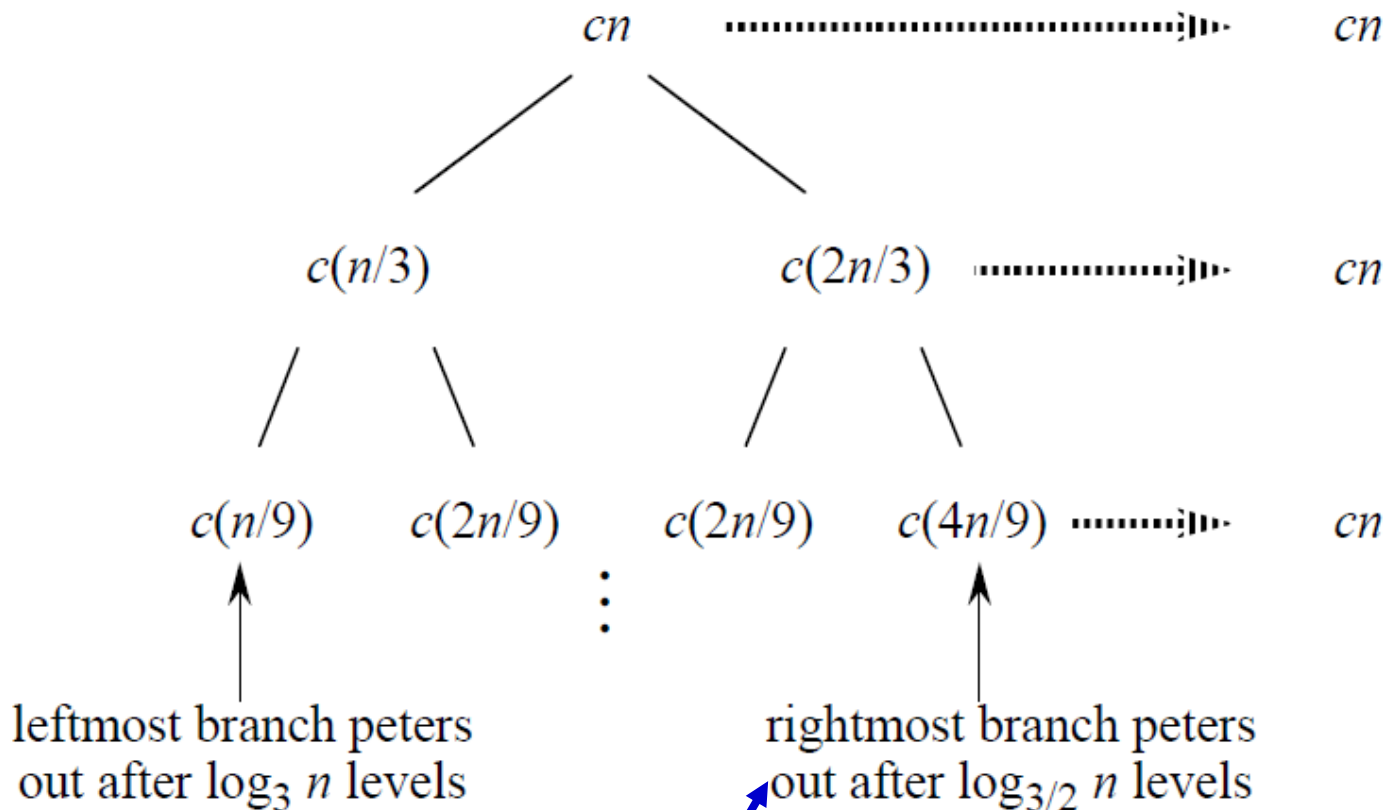 cn cn
c(n/3) c(2n/3) cn
c(n/9) c(2n/9) c(2n/9) c(4n/9) cn
leftmost branch peters
out after log₃ n levels
rightmost branch peters
out after log₃/₂ n levels